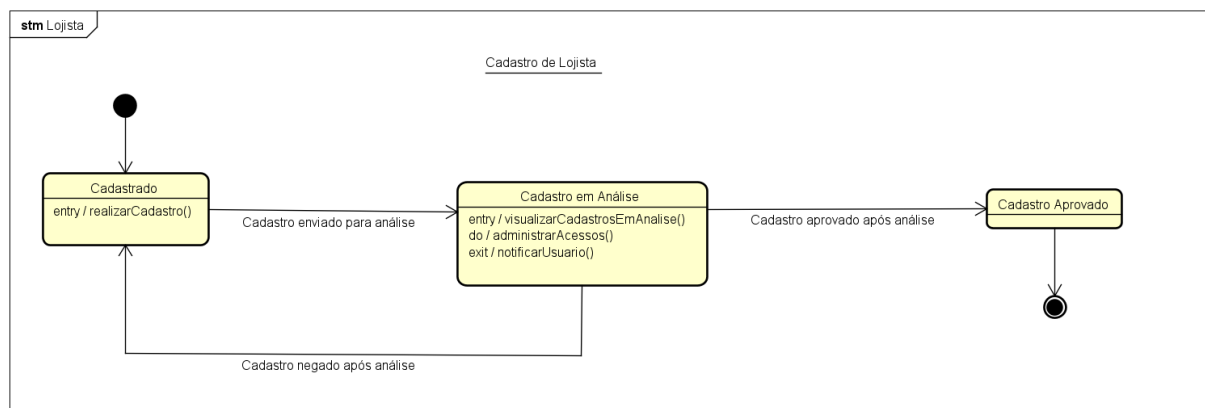 stm Lojista
Cadastro de Lojista
Cadastrado
entry / realizarCadastro()
Cadastro enviado para análise
Cadastro em Análise
entry / visualizarCadastrosEmAnalise()
do / administrarAcessos()
exit / notificarUsuario()
Cadastro aprovado após análise
Cadastro Aprovado
Cadastro negado após análise